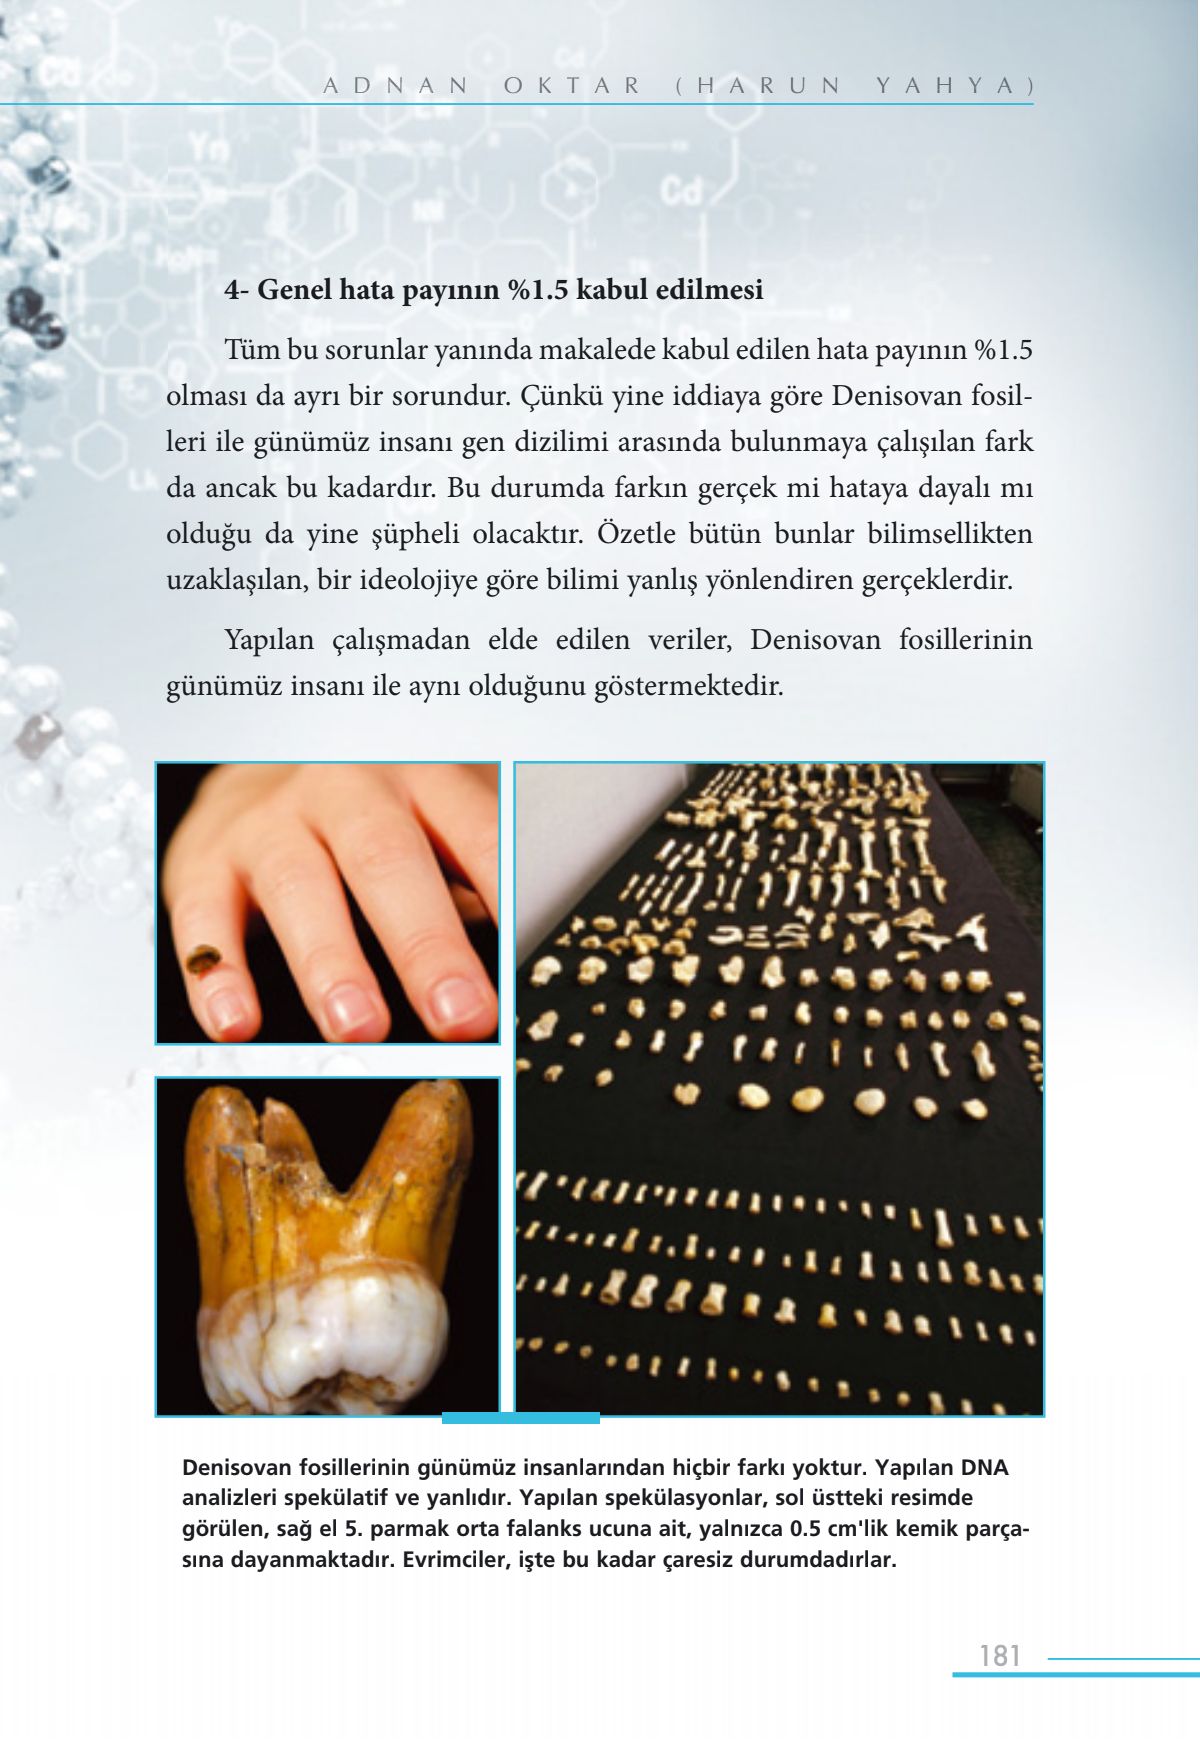 ADNAN OKTAR (HARUN YAHYA)
4- Genel hata payının %1.5 kabul edilmesi
Tüm bu sorunlar yanında makalede kabul edilen hata payının %1.5
olması da ayrı bir sorundur. Çünkü yine iddiaya göre Denisovan fosil-
leri ile günümüz insanı gen dizilimi arasında bulunmaya çalışılan fark
da ancak bu kadardır. Bu durumda farkın gerçek mi hataya dayalı mı
olduğu da yine şüpheli olacaktır. Özetle bütün bunlar bilimsellikten
uzaklaşılan, bir ideolojiye göre bilimi yanlış yönlendiren gerçeklerdir.
Yapılan çalışmadan elde edilen veriler, Denisovan fosillerinin
günümüz insanı ile aynı olduğunu göstermektedir.
Denisovan fosillerinin günümüz insanlarından hiçbir farkı yoktur. Yapılan DNA
analizleri spekülatif ve yanlıdır. Yapılan spekülasyonlar, sol üstteki resimde
görülen, sağ el 5. parmak orta falanks ucuna ait, yalnızca 0.5 cm'lik kemik parça-
sına dayanmaktadır. Evrimciler, işte bu kadar çaresiz durumdadırlar.
181